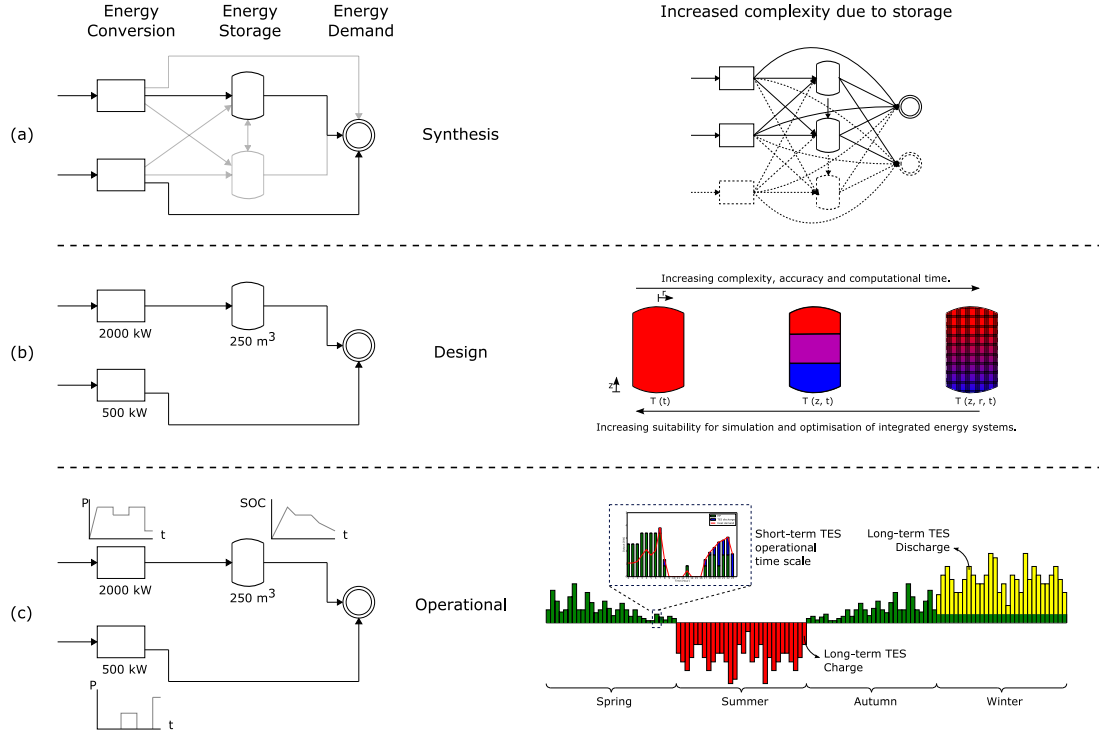 Energy
Conversion
Energy
Storage
Energy
Demand
Increased complexity due to storage
(a)
Synthesis
(b)
2000 kW
250 m³
500 kW
Design
Increasing complexity, accuracy and computational time.
r
z
T (t)
T (z, t)
T (z, r, t)
Increasing suitability for simulation and optimisation of integrated energy systems.
(c)
P
t
SOC
t
2000 kW
250 m³
500 kW
P
t
Operational
Short-term TES
operational
time scale
Long-term TES
Discharge
Long-term TES
Charge
Spring
Summer
Autumn
Winter